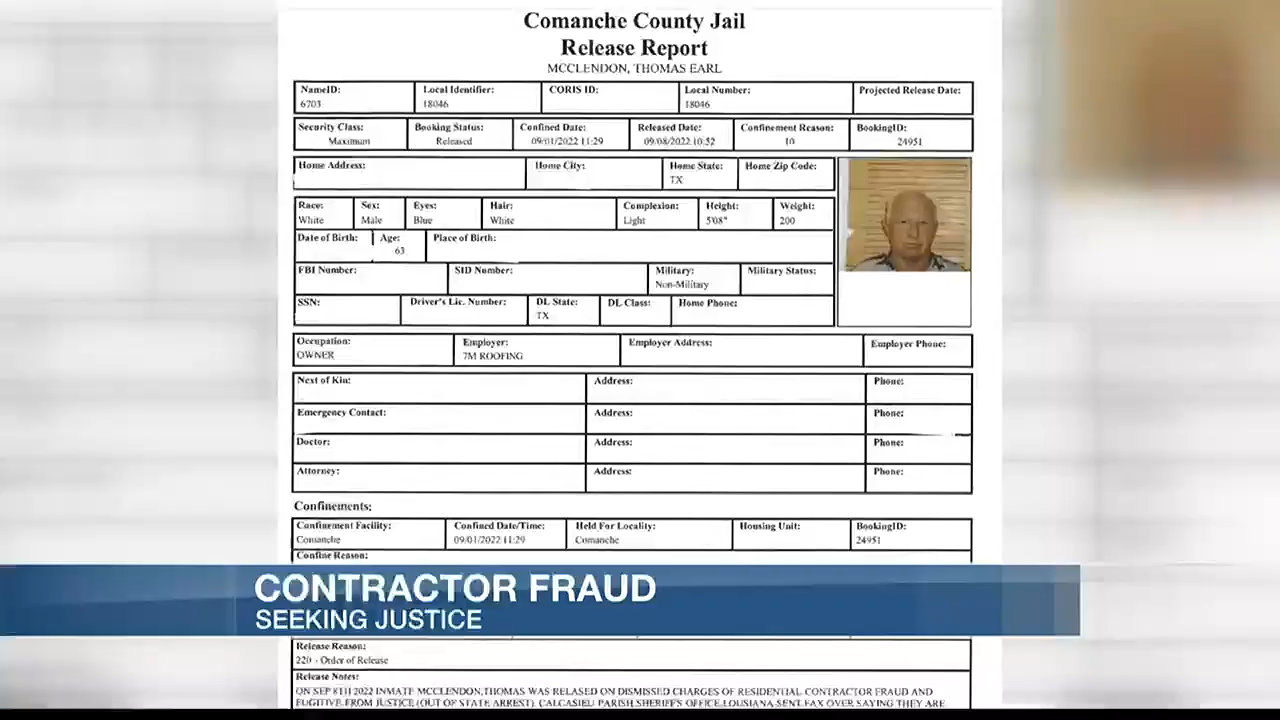 Comanche County Jail
Release Report
MCCLENDON, THOMAS EARL
NameID: Local Identifier: CORIS ID: Local Number: Projected Release Date:
6703 18046 18046
Security Class: Booking Status: Confined Date: Released Date: Confinement Reason: BookingID:
Maximum Released 09/01/2022 11:29 09/08/2022 10:52 10 24951
Home Address: Home City: Home State: Home Zip Code:
TX
Race: Sex: Eyes: Hair: Complexion: Height: Weight:
White Male Blue White Light 5'08" 200
Date of Birth: Age: Place of Birth:
63
FBI Number: SID Number: Military: Military Status:
Non-Military
SSN: Driver's Lic. Number: DL State: DL Class: Home Phone:
TX
Occupation: Employer: Employer Address: Employer Phone:
OWNER 7M ROOFING
Next of Kin: Address: Phone:
Emergency Contact: Address: Phone:
Doctor: Address: Phone:
Attorney: Address: Phone:
Confinements:
Confinement Facility: Confined Date/Time: Held For Locality: Housing Unit: BookingID:
Comanche 09/01/2022 11:29 Comanche 24951
Confine Reason:
CONTRACTOR FRAUD
SEEKING JUSTICE
Release Reason:
220 - Order of Release
Release Notes:
ON SEP 8TH 2022 INMATE MCCLENDON,THOMAS WAS RELASED ON DISMISSED CHARGES OF RESIDENTIAL CONTRACTOR FRAUD AND
FUGITIVE FROM JUSTICE (OUT OF STATE ARREST). CALCASIEU PARISH SHERIFF'S OFFICE LOUSIANA SENT FAX OVER SAYING THEY ARE